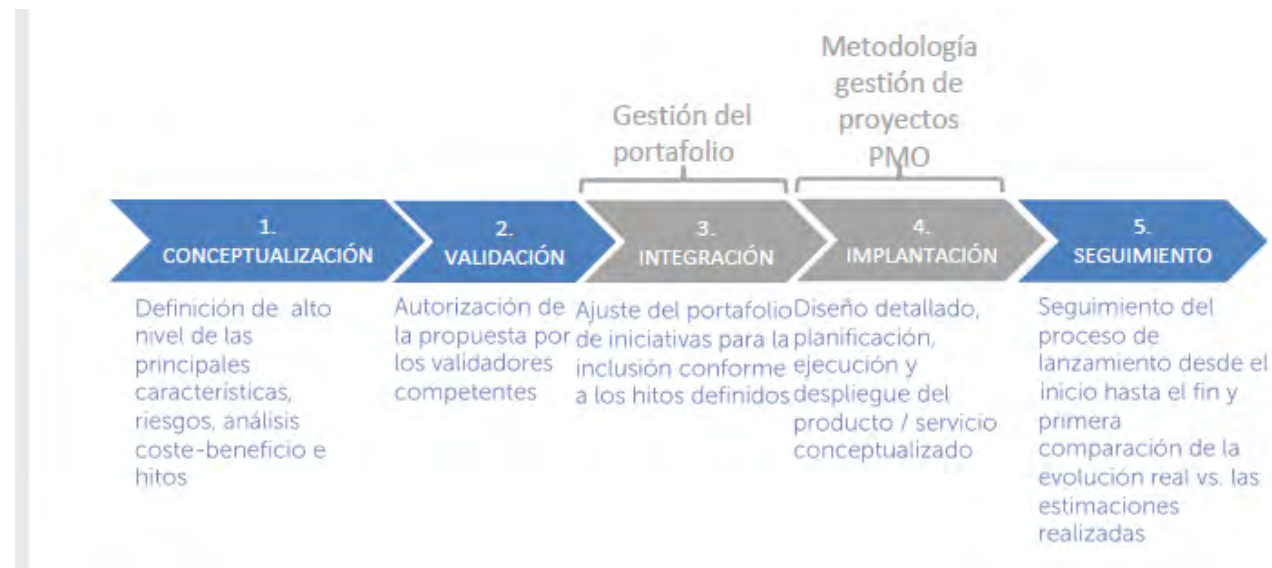 Metodología
gestión de
proyectos
PMO
Gestión del
portafolio
1.
CONCEPTUALIZACIÓN
2.
VALIDACIÓN
3.
INTEGRACIÓN
4.
IMPLANTACIÓN
5.
SEGUIMIENTO
Definición de alto
nivel de las
principales
características,
riesgos, análisis
coste-beneficio e
hitos
Autorización de
la propuesta por
los validadores
competentes
Ajuste del portafolio
de iniciativas para la
inclusión conforme
a los hitos definidos
Diseño detallado,
planificación,
ejecución y
despliegue del
producto / servicio
conceptualizado
Seguimiento del
proceso de
lanzamiento desde el
inicio hasta el fin y
primera
comparación de la
evolución real vs. las
estimaciones
realizadas